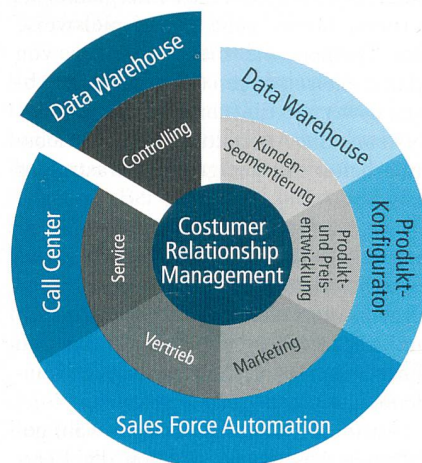 Data Warehouse
Controlling
Data Warehouse
Kunden-
Segmentierung
Produkt-
Konfigurator
Produkt-
und Preis-
entwicklung
Costumer
Relationship
Management
Call Center
Service
Vertrieb
Marketing
Sales Force Automation